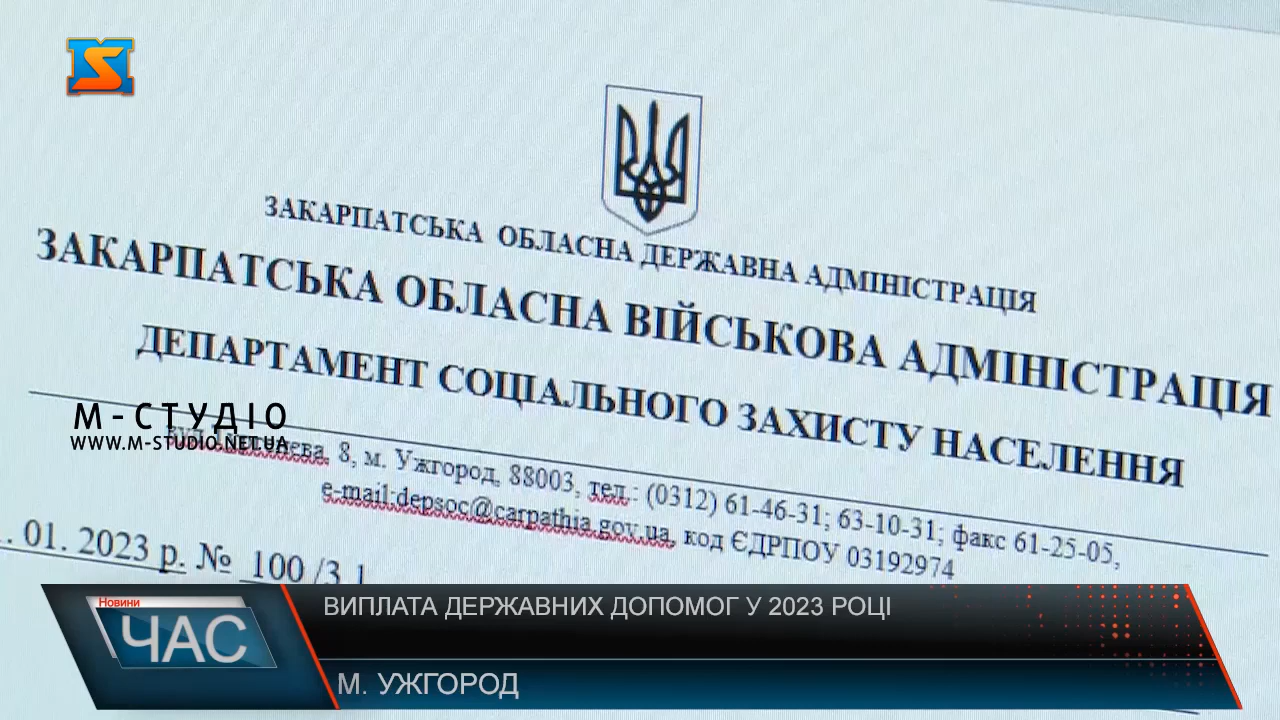 ЗАКАРПАТСЬКА ОБЛАСНА ДЕРЖАВНА АДМІНІСТРАЦІЯ
ЗАКАРПАТСЬКА ОБЛАСНА ВІЙСЬКОВА АДМІНІСТРАЦІЯ
ДЕПАРТАМЕНТ СОЦІАЛЬНОГО ЗАХИСТУ НАСЕЛЕННЯ
М-СТУДІО
WWW.M-STUDIO.NET.UA
8, м. Ужгород, 88003, тел.: (0312) 61-46-31; 63-10-31; факс 61-25-05,
e-mail:depsoc@carpathia.gov.ua, код ЄДРПОУ 03192974
. 01. 2023 р. № 100 /3 1
Новини
ЧАС
ВИПЛАТА ДЕРЖАВНИХ ДОПОМОГ У 2023 РОЦІ
М. УЖГОРОД